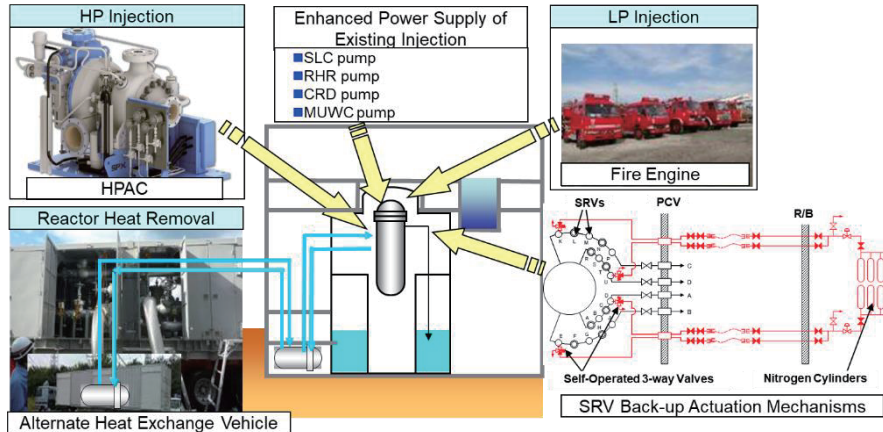 HP Injection
HPAC
Enhanced Power Supply of
Existing Injection
SLC pump
RHR pump
CRD pump
MUWC pump
LP Injection
Fire Engine
Reactor Heat Removal
Alternate Heat Exchange Vehicle
SRVs
PCV
R/B
C
D
A
B
Self-Operated 3-way Valves
Nitrogen Cylinders
SRV Back-up Actuation Mechanisms